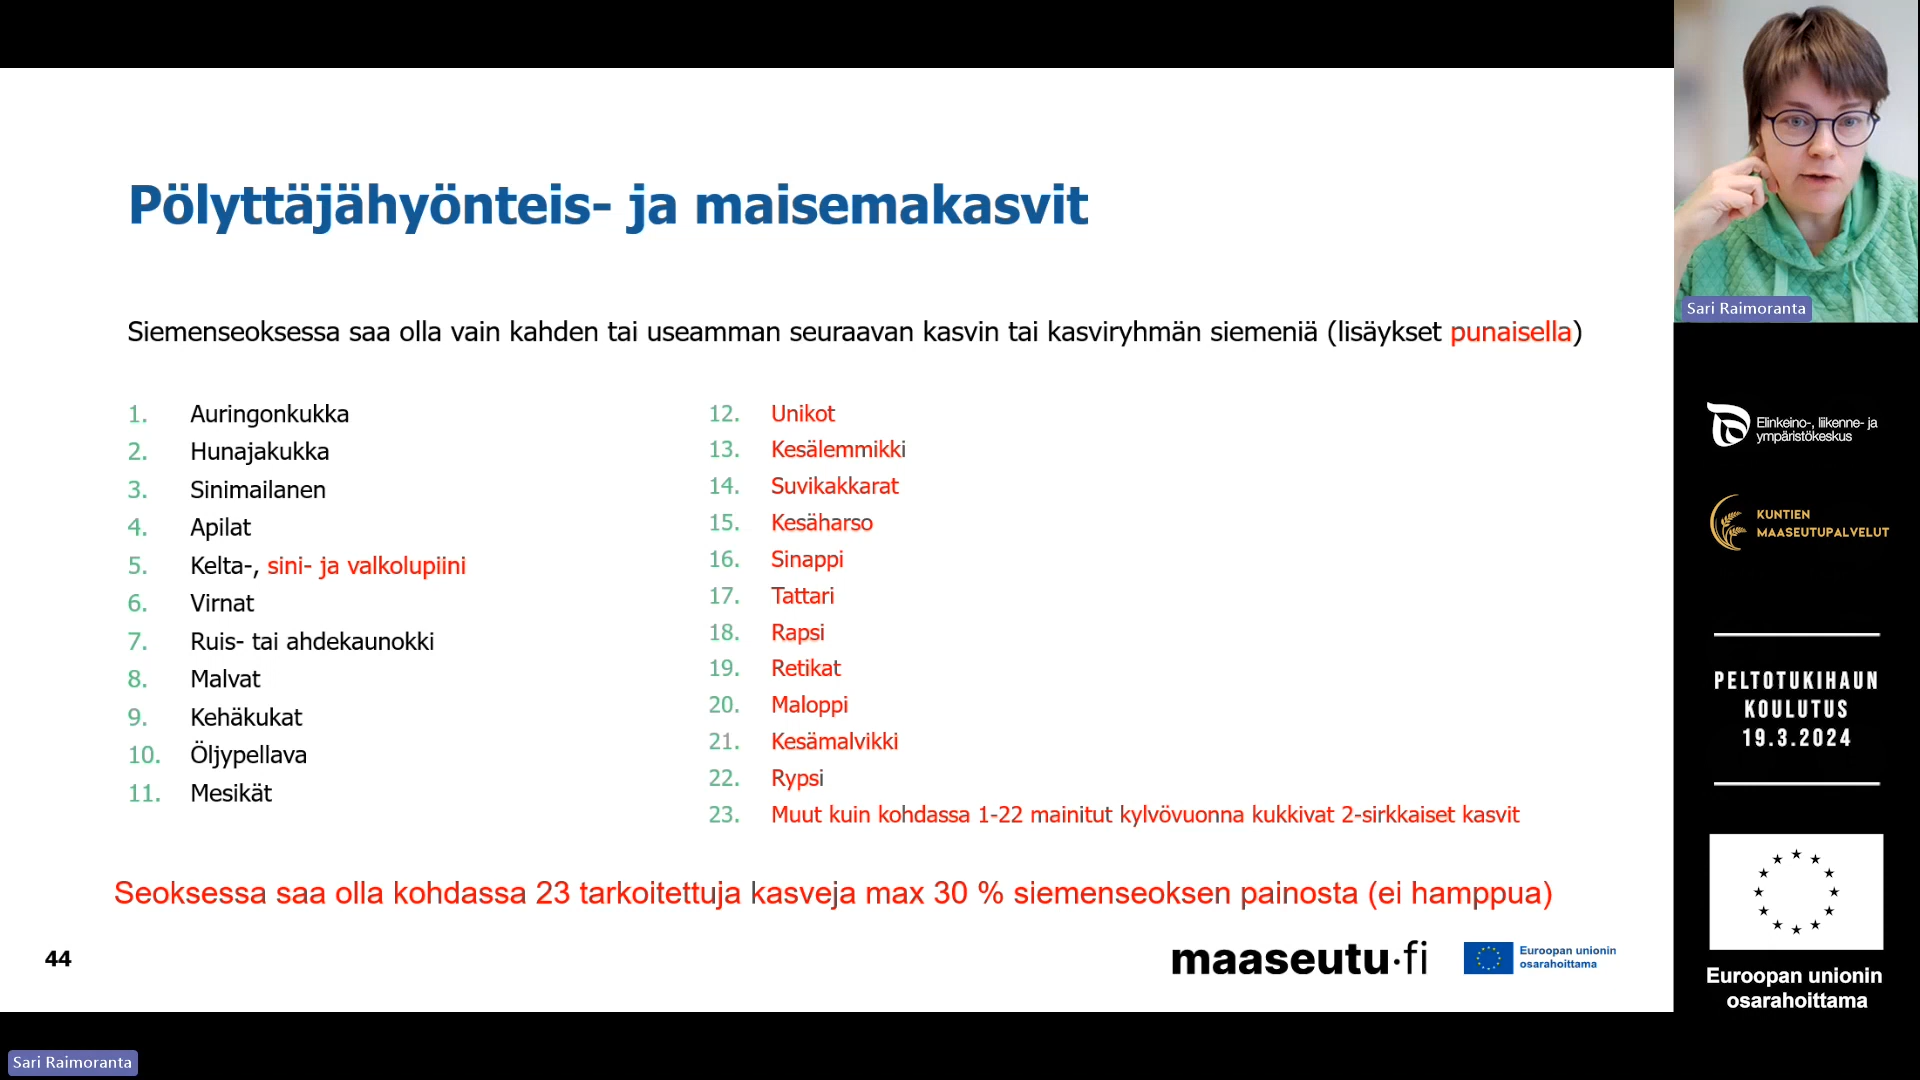 Pölyttäjähyönteis- ja maisemakasvit
Siemenseoksessa saa olla vain kahden tai useamman seuraavan kasvin tai kasviryhmän siemeniä (lisäykset punaisella)
1. Auringonkukka
2. Hunajakukka
3. Sinimailanen
4. Apilat
5. Kelta-, sini- ja valkolupiini
6. Virnat
7. Ruis- tai ahdekaunokki
8. Malvat
9. Kehäkukat
10. Öljypellava
11. Mesikät
12. Unikot
13. Kesälemmikki
14. Suvikakkarat
15. Kesäharso
16. Sinappi
17. Tattari
18. Rapsi
19. Retikat
20. Maloppi
21. Kesämalvikki
22. Rypsi
23. Muut kuin kohdassa 1-22 mainitut kylvövuonna kukkivat 2-sirkkaiset kasvit
Seoksessa saa olla kohdassa 23 tarkoitettuja kasveja max 30 % siemenseoksen painosta (ei hamppua)
44
maaseutu.fi
Euroopan unionin
osarahoittama
Sari Raimoranta
Elinkeino-, liikenne- ja
ympäristökeskus
KUNTIEN
MAASEUTUPALVELUT
PELTOTUKIHAUN
KOULUTUS
19.3.2024
Euroopan unionin
osarahoittama
Sari Raimoranta